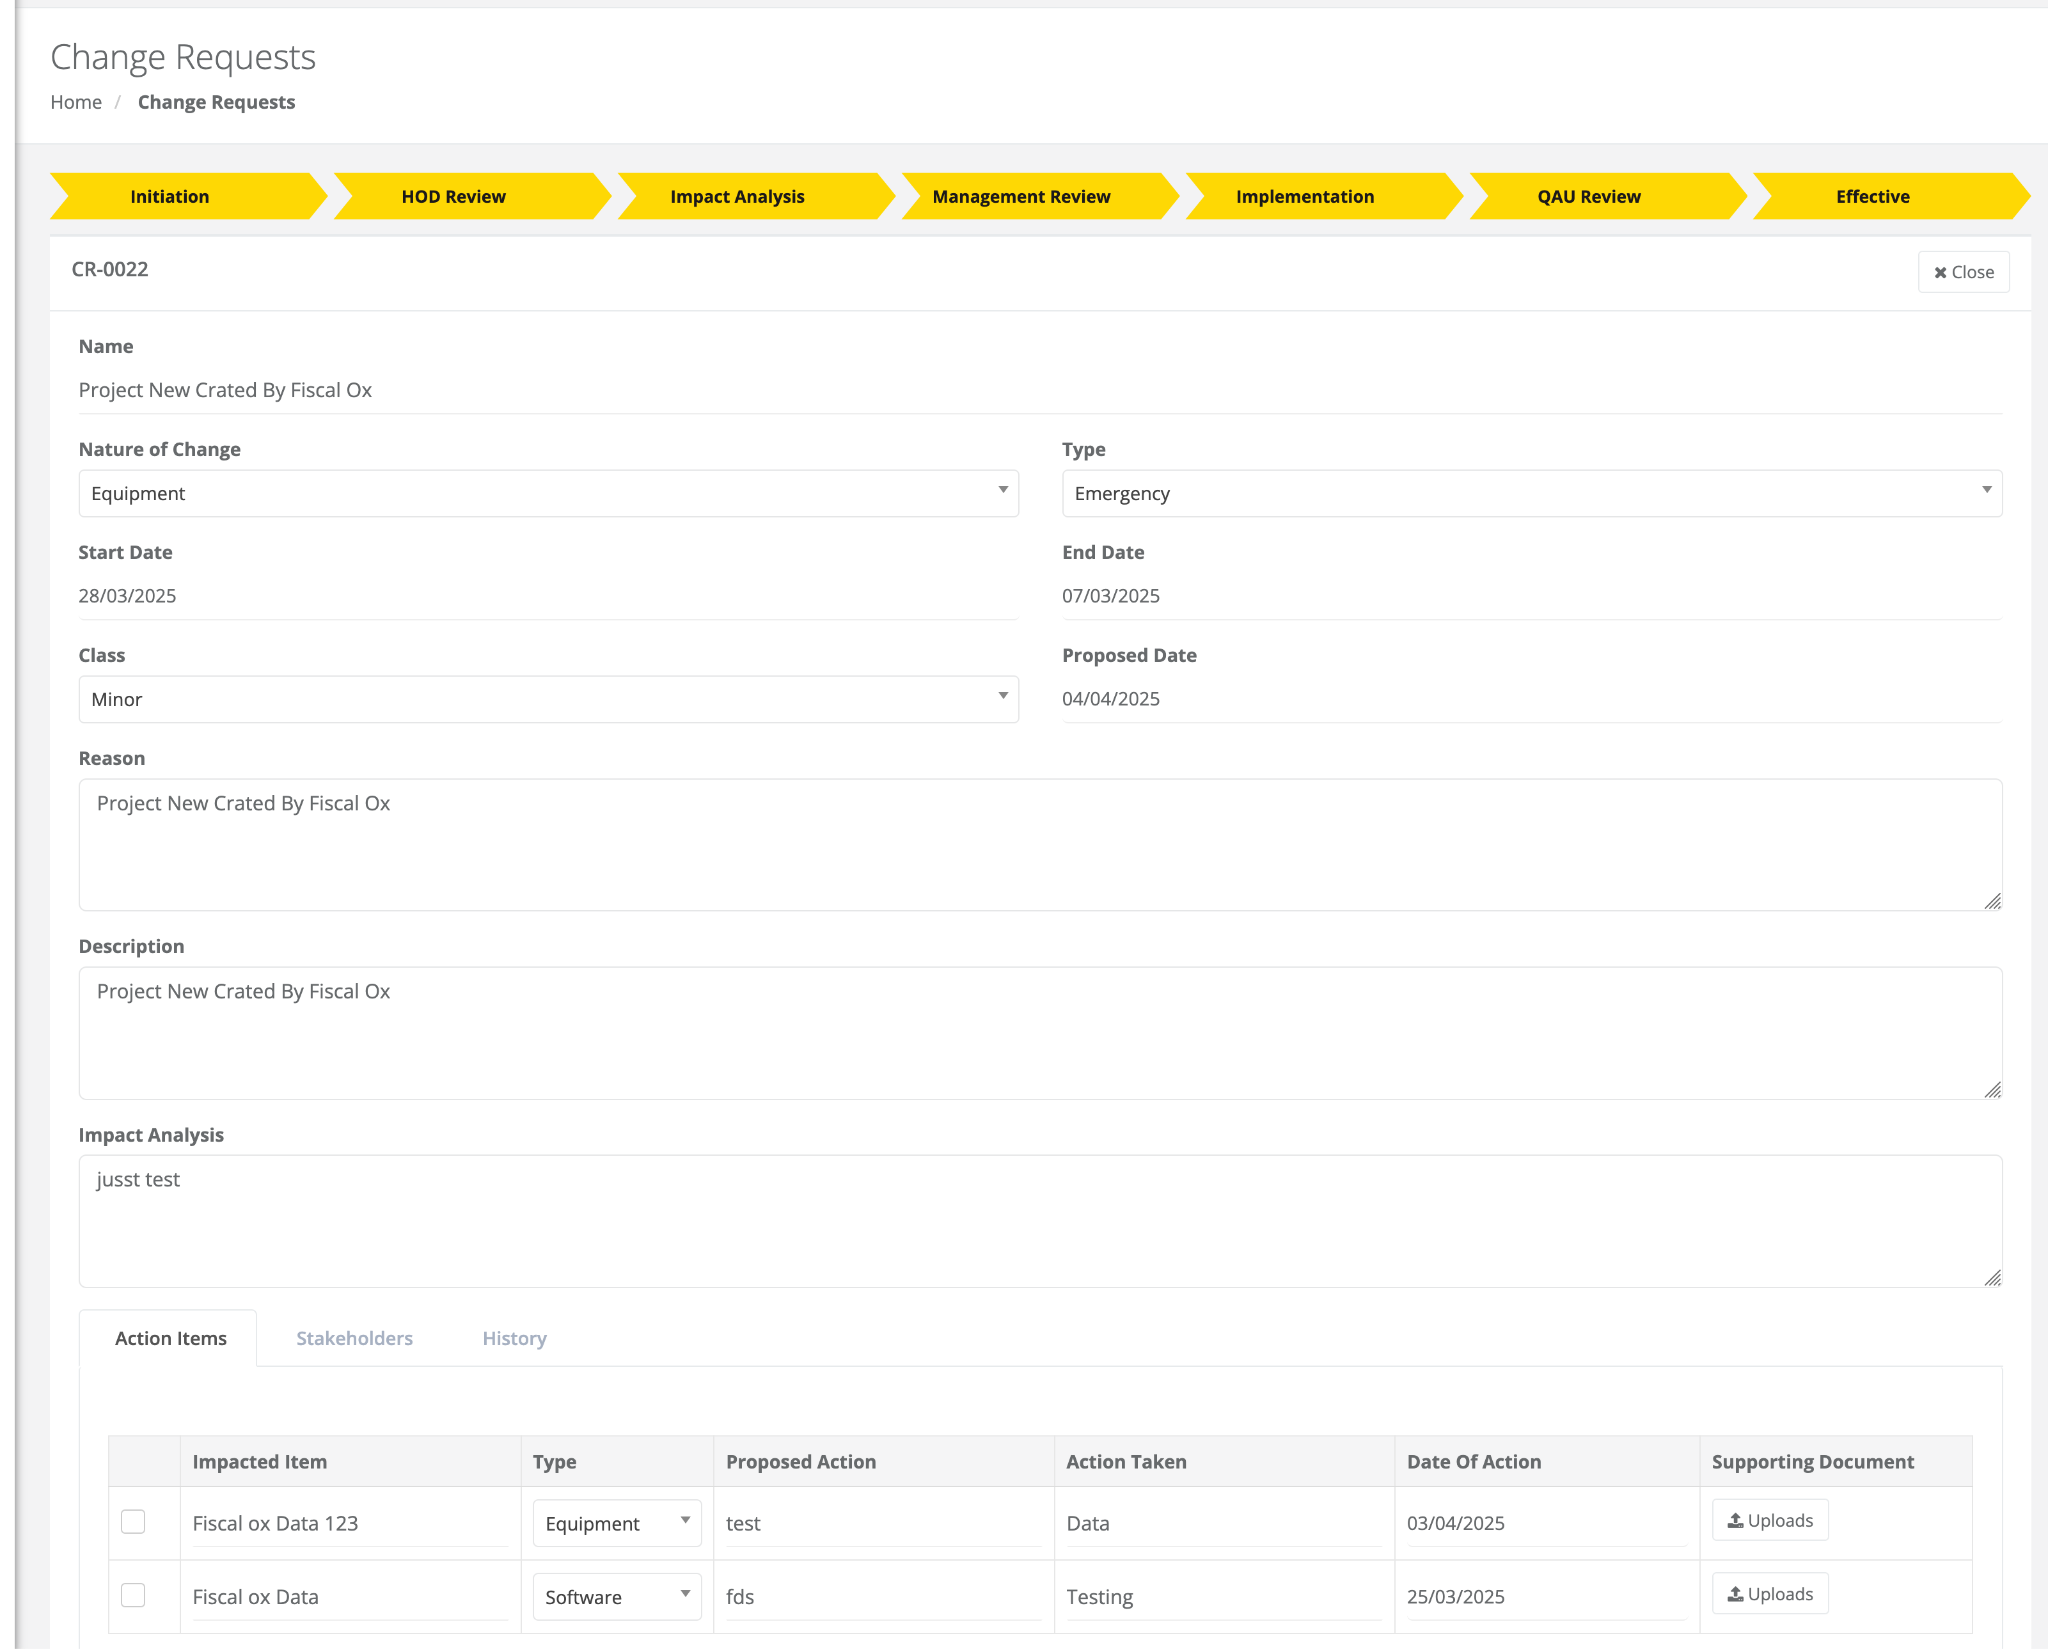 Change Requests
Home / Change Requests
Initiation HOD Review Impact Analysis Management Review Implementation QAU Review Effective
CR-0022 Close
Name
Project New Crated By Fiscal Ox
Nature of Change Type
Equipment Emergency
Start Date End Date
28/03/2025 07/03/2025
Class Proposed Date
Minor 04/04/2025
Reason
Project New Crated By Fiscal Ox
Description
Project New Crated By Fiscal Ox
Impact Analysis
jusst test
Action Items Stakeholders History
Impacted Item Type Proposed Action Action Taken Date Of Action Supporting Document
Fiscal ox Data 123 Equipment test Data 03/04/2025 Uploads
Fiscal ox Data Software fds Testing 25/03/2025 Uploads